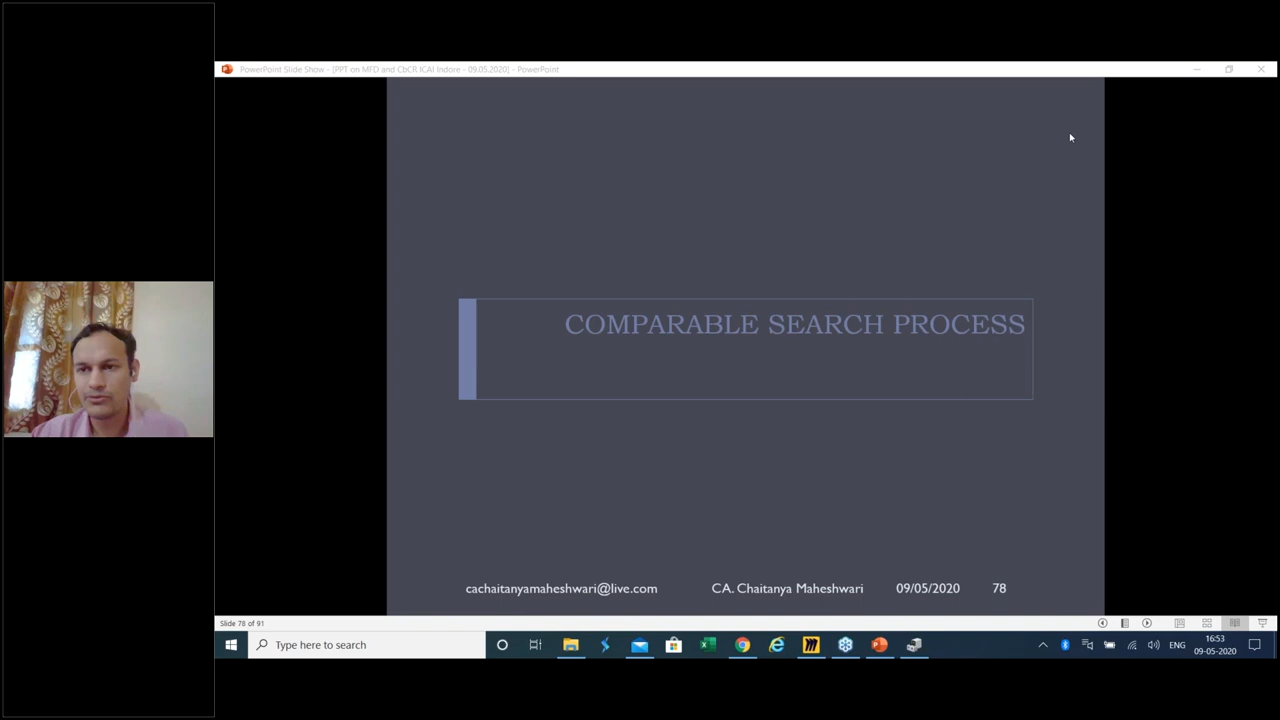 PowerPoint Slide Show - [PPT on MFD and CbCR ICAI Indore - 09.05.2020] - PowerPoint
COMPARABLE SEARCH PROCESS
cachaitanyamaheshwari@live.com CA. Chaitanya Maheshwari 09/05/2020 78
Slide 78 of 91
Type here to search
ENG
16:53
09-05-2020